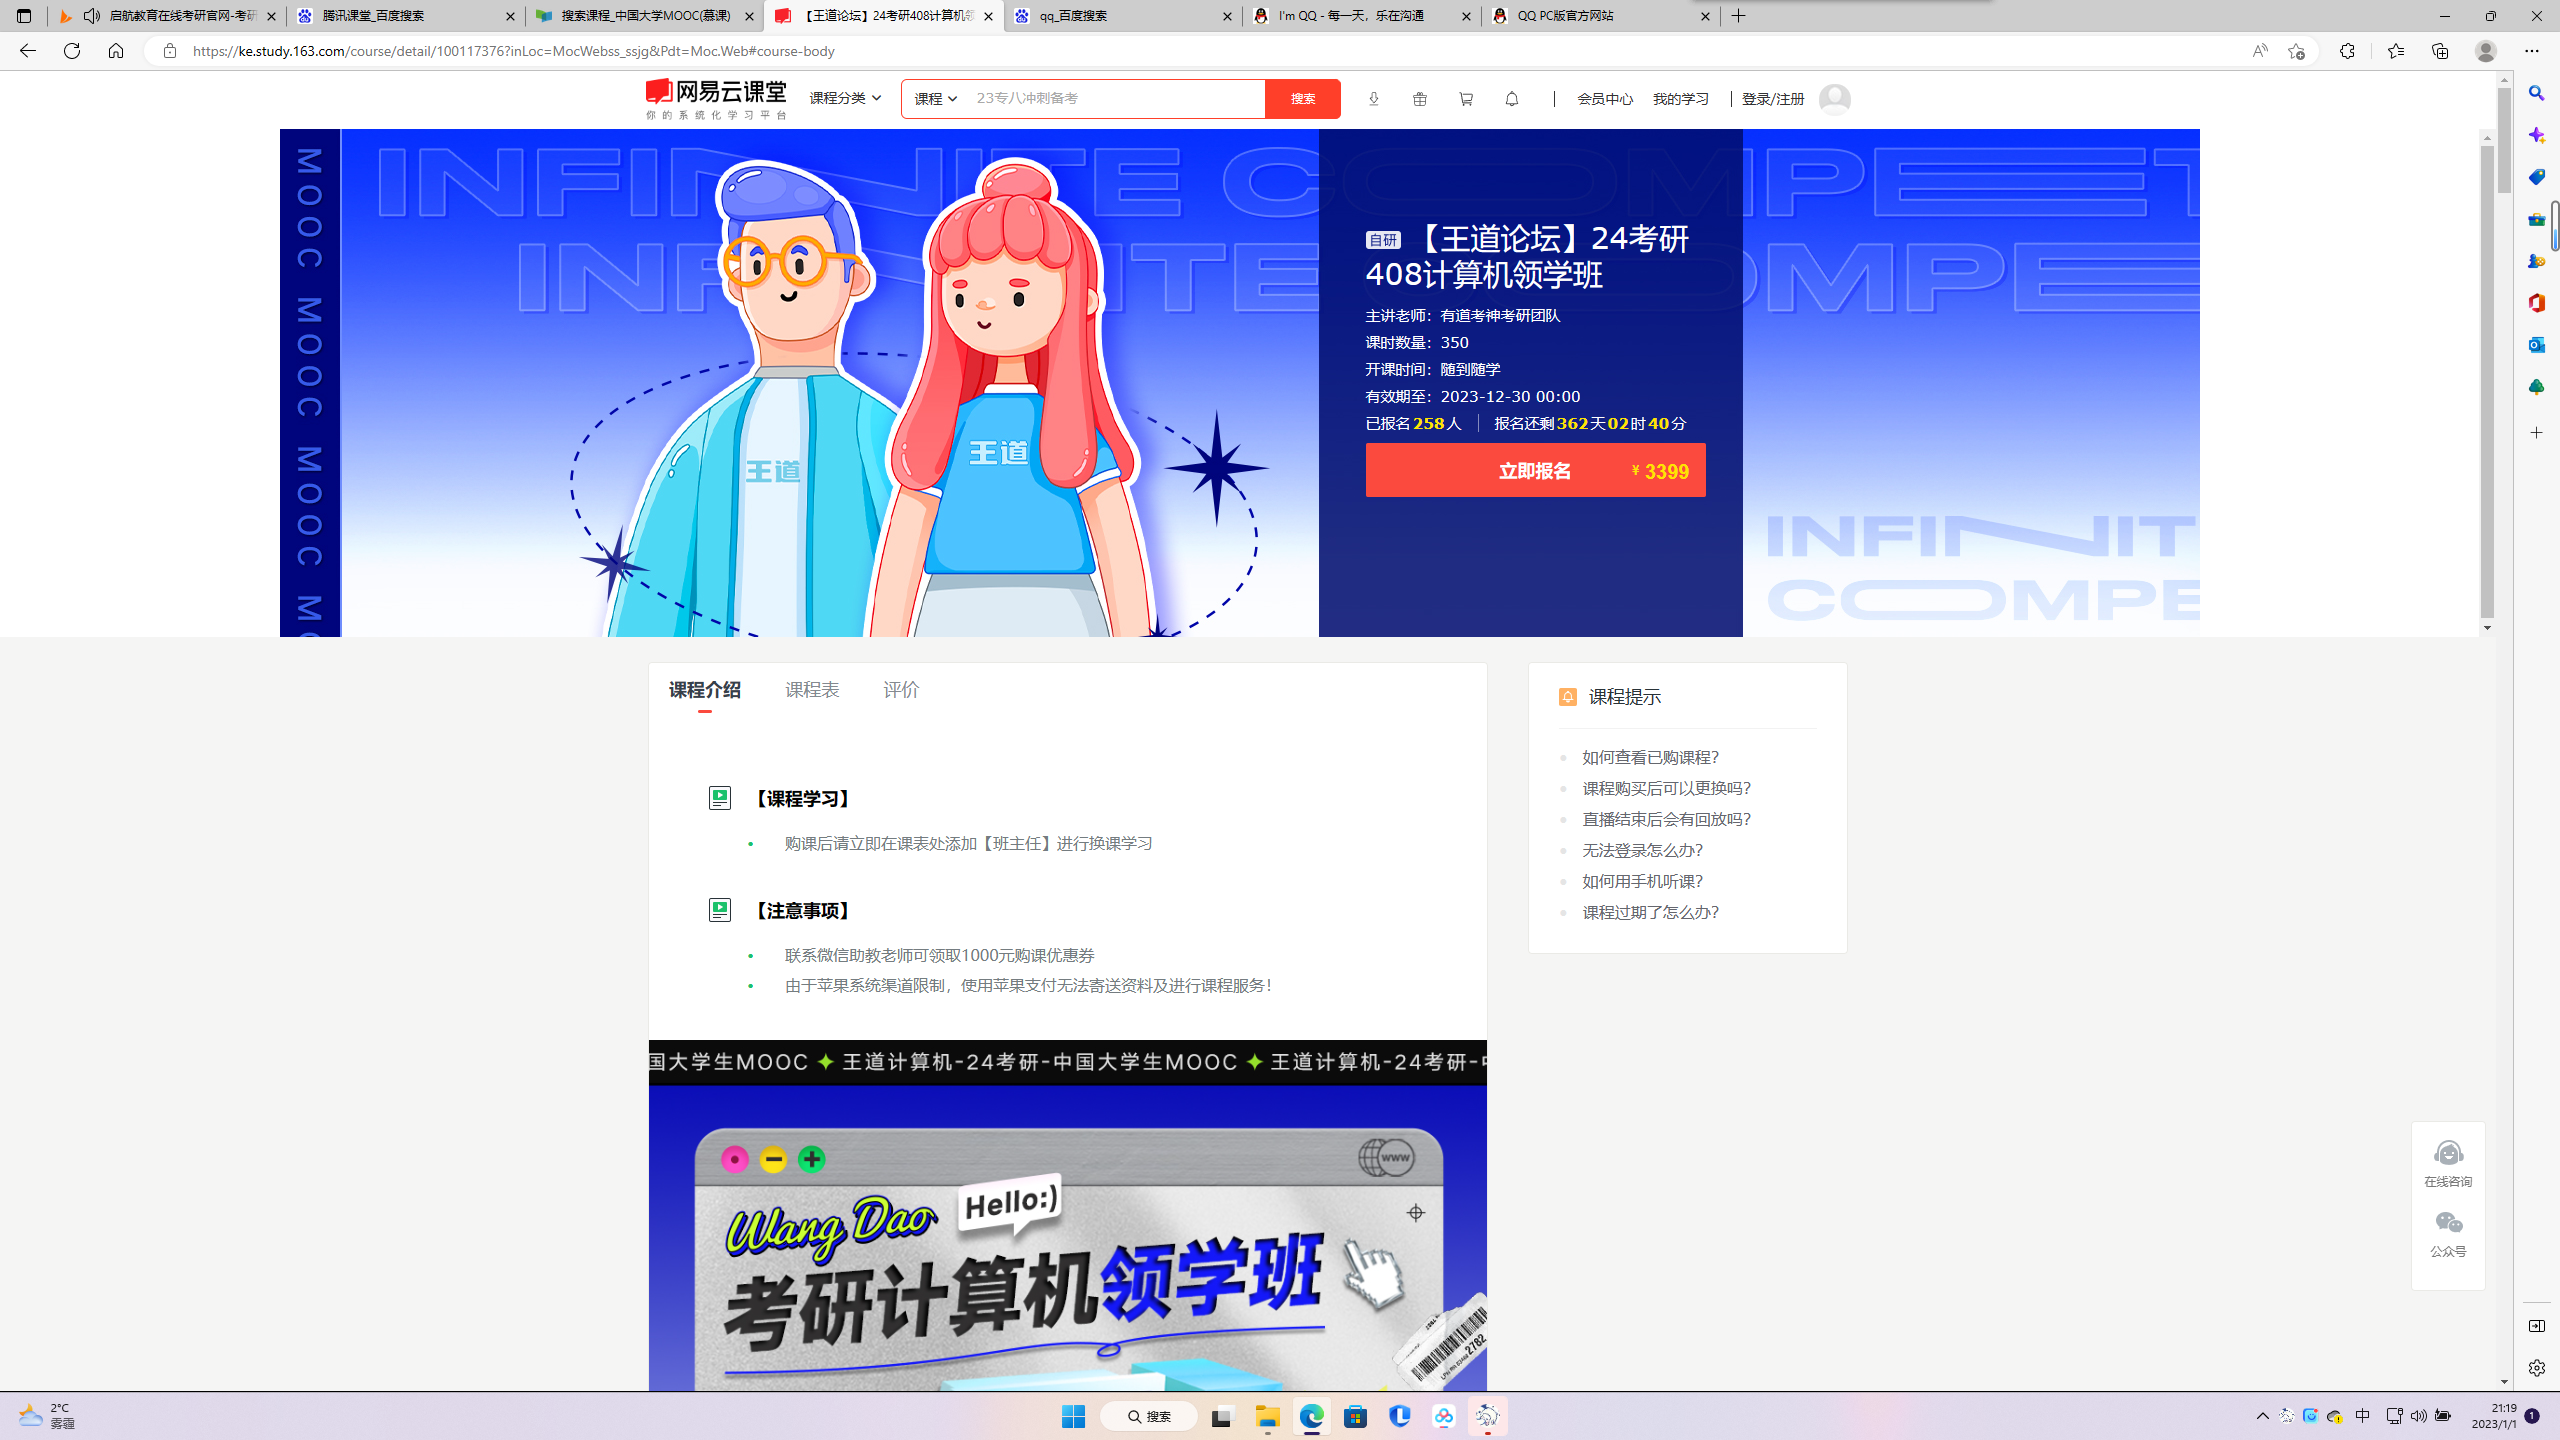 启航教育在线考研官网-考研
腾讯课堂_百度搜索
搜索课程_中国大学MOOC(慕课)
【王道论坛】24考研408计算机领
qq_百度搜索
I'm QQ - 每一天，乐在沟通
QQ PC版官方网站
https://ke.study.163.com/course/detail/100117376?inLoc=MocWebss_ssjg&Pdt=Moc.Web#course-body
网易云课堂
你的系统化学习平台
课程分类
课程
23专八冲刺备考
搜索
会员中心
我的学习
登录/注册
MOOC MOOC MOOC MOOC
INFINITE COMPET
INFINITE COMPE
王道
王道
自研 【王道论坛】24考研
408计算机领学班
主讲老师：有道考神考研团队
课时数量：350
开课时间：随到随学
有效期至：2023-12-30 00:00
已报名 258 人
报名还剩 362 天 02 时 40 分
立即报名 ¥ 3399
INFINIT
COMPE
课程介绍
课程表
评价
【课程学习】
购课后请立即在课表处添加【班主任】进行换课学习
【注意事项】
联系微信助教老师可领取1000元购课优惠券
由于苹果系统渠道限制，使用苹果支付无法寄送资料及进行课程服务！
课程提示
如何查看已购课程?
课程购买后可以更换吗?
直播结束后会有回放吗?
无法登录怎么办?
如何用手机听课?
课程过期了怎么办?
国大学生MOOC ✦ 王道计算机-24考研-中国大学生MOOC ✦ 王道计算机-24考研-中
www
Wang Dao
Hello:)
考研计算机领学班
2782
在线咨询
公众号
2°C
雾霾
搜索
中
21:19
2023/1/1
1